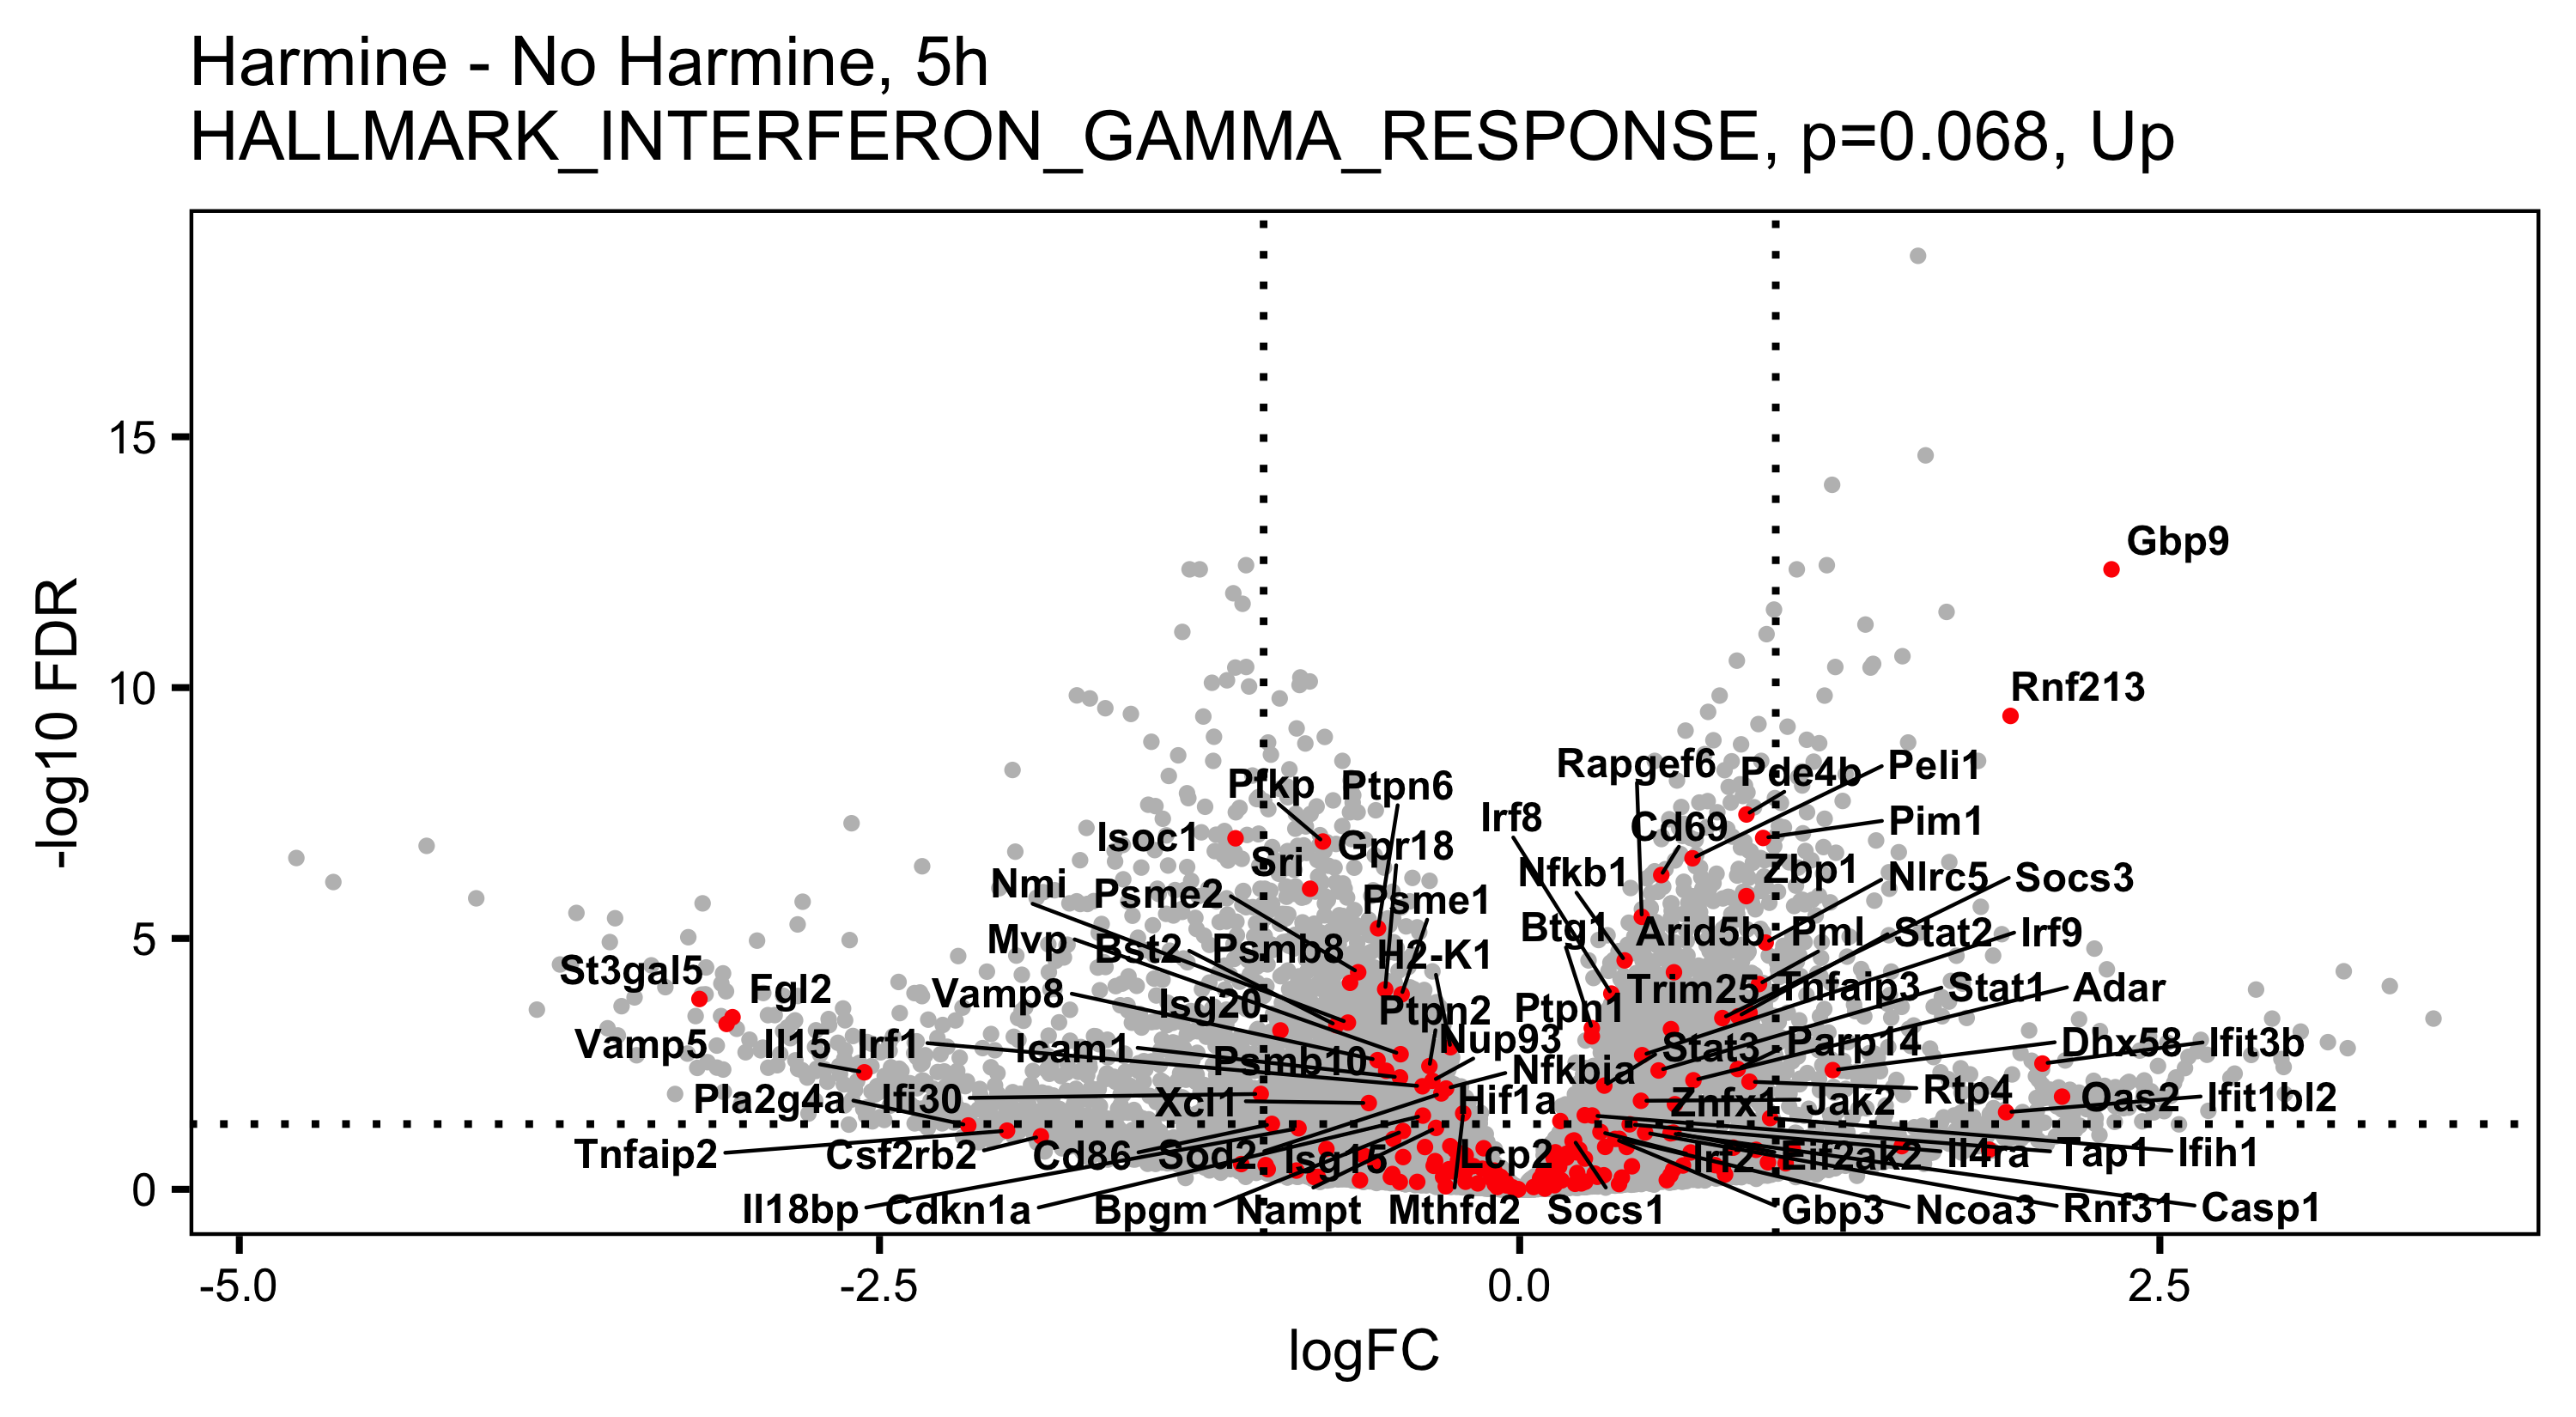 Harmine - No Harmine, 5h
HALLMARK_INTERFERON_GAMMA_RESPONSE, p=0.068, Up
-log10 FDR
15
10
5
0
Gbp9
Rnf213
Rapgef6
Pde4b
Peli1
Pfkp
Ptpn6
Irf8
Cd69
Pim1
Isoc1
Sri
Gpr18
Nfkb1
Zbp1
Nlrc5
Socs3
Nmi
Psme2
Psme1
Btg1
Arid5b
Pml
Stat2
Irf9
Mvp
Bst2
Psmb8
H2-K1
St3gal5
Fgl2
Vamp8
Isg20
Ptpn2
Ptpn1
Trim25
Tnfaip3
Stat1
Adar
Vamp5
Il15
Irf1
Icam1
Psmb10
Nup93
Nfkbia
Stat3
Parp14
Dhx58
Ifit3b
Pla2g4a
Ifi30
Xcl1
Hif1a
Znfx1
Jak2
Rtp4
Oas2
Ifit1bl2
Tnfaip2
Csf2rb2
Cd86
Sod2
Isg15
Lcp2
Irf2
Eif2ak2
Il4ra
Tap1
Ifih1
Il18bp
Cdkn1a
Bpgm
Nampt
Mthfd2
Socs1
Gbp3
Ncoa3
Rnf31
Casp1
-5.0
-2.5
0.0
2.5
logFC